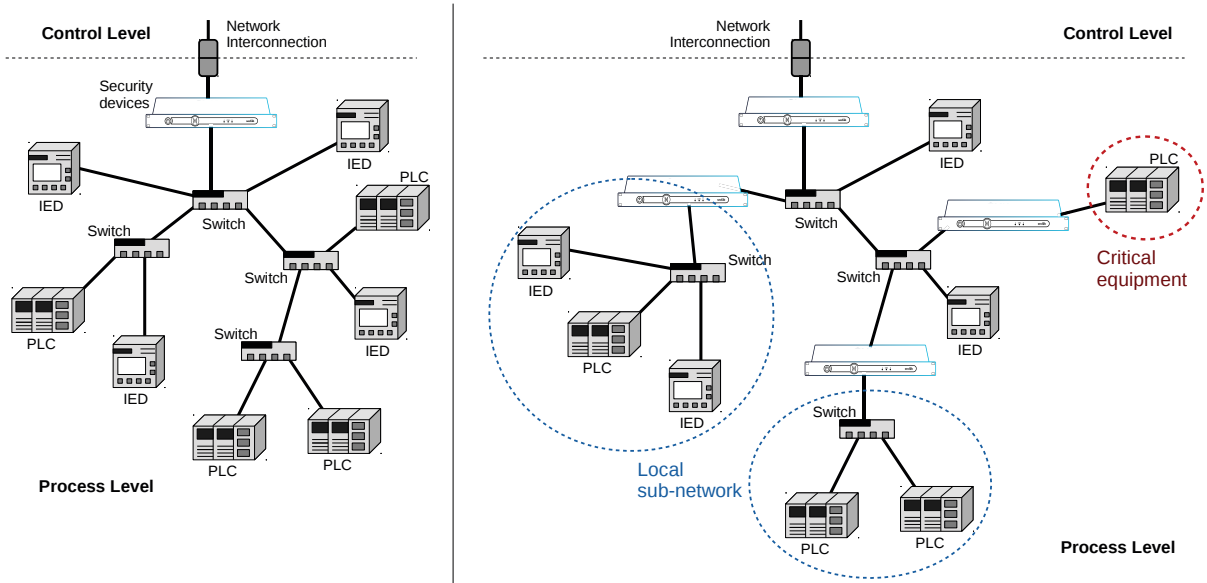 Control Level
Network
Interconnection
Security
devices
IED
IED
PLC
Switch
Switch
Switch
PLC
IED
IED
Switch
PLC
PLC
Process Level
Network
Interconnection
Control Level
IED
PLC
Switch
Critical
equipment
Switch
IED
Switch
PLC
IED
IED
Switch
Local
sub-network
PLC
PLC
Process Level